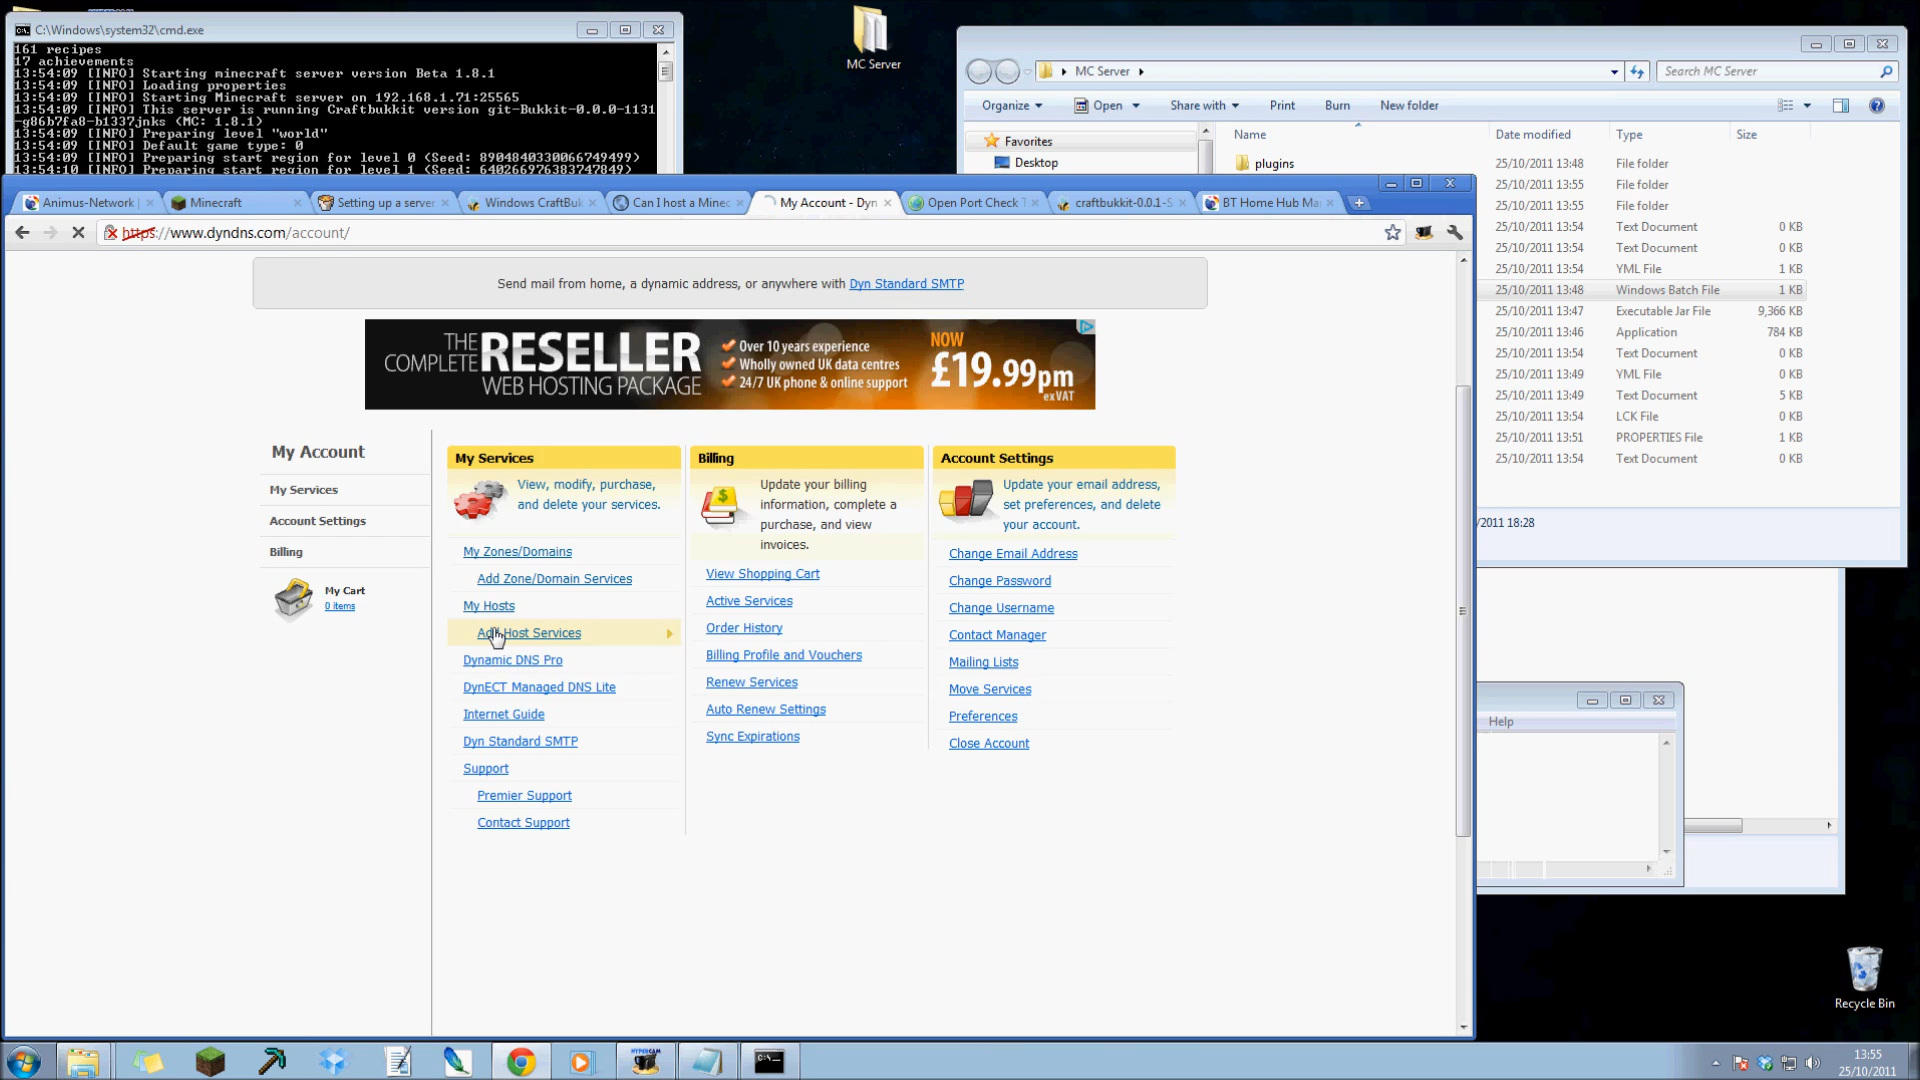 C:\Windows\system32\cmd.exe
161 recipes
17 achievements
13:54:09 [INFO] Starting minecraft server version Beta 1.8.1
13:54:09 [INFO] Loading properties
13:54:09 [INFO] Starting Minecraft server on 192.168.1.71:25565
13:54:09 [INFO] This server is running Craftbukkit version git-Bukkit-0.0.0-1131
-g86b7fa8-b1337jnks (MC: 1.8.1)
13:54:09 [INFO] Preparing level "world"
13:54:09 [INFO] Default game type: 0
13:54:09 [INFO] Preparing start region for level 0 (Seed: 8904840330066749499)
13:54:10 [INFO] Preparing start region for level 1 (Seed: 640266976383747849)
MC Server
MC Server
Search MC Server
Organize
Open
Share with
Print
Burn
New folder
Favorites
Desktop
Name
Date modified
Type
Size
plugins
25/10/2011 13:48 File folder
25/10/2011 13:55 File folder
25/10/2011 13:55 File folder
25/10/2011 13:54 Text Document 0 KB
25/10/2011 13:54 Text Document 0 KB
25/10/2011 13:54 YML File 1 KB
25/10/2011 13:48 Windows Batch File 1 KB
25/10/2011 13:47 Executable Jar File 9,366 KB
25/10/2011 13:46 Application 784 KB
25/10/2011 13:54 Text Document 0 KB
25/10/2011 13:49 YML File 1 KB
25/10/2011 13:49 Text Document 5 KB
25/10/2011 13:54 LCK File 0 KB
25/10/2011 13:51 PROPERTIES File 1 KB
25/10/2011 13:54 Text Document 0 KB
/2011 18:28
Help
Animus-Network |
Minecraft
Setting up a server
Windows CraftBuk
Can I host a Minec
My Account - Dyn
Open Port Check T
craftbukkit-0.0.1-S
BT Home Hub Ma
https://www.dyndns.com/account/
Send mail from home, a dynamic address, or anywhere with Dyn Standard SMTP
THE COMPLETE RESELLER WEB HOSTING PACKAGE
Over 10 years experience
Wholly owned UK data centres
24/7 UK phone & online support
NOW
£19.99pm
exVAT
My Account
My Services
Account Settings
Billing
My Cart
0 items
My Services
View, modify, purchase,
and delete your services.
My Zones/Domains
Add Zone/Domain Services
My Hosts
Add Host Services
Dynamic DNS Pro
DynECT Managed DNS Lite
Internet Guide
Dyn Standard SMTP
Support
Premier Support
Contact Support
Billing
Update your billing
information, complete a
purchase, and view
invoices.
View Shopping Cart
Active Services
Order History
Billing Profile and Vouchers
Renew Services
Auto Renew Settings
Sync Expirations
Account Settings
Update your email address,
set preferences, and delete
your account.
Change Email Address
Change Password
Change Username
Contact Manager
Mailing Lists
Move Services
Preferences
Close Account
Recycle Bin
HYPERCAM
13:55
25/10/2011